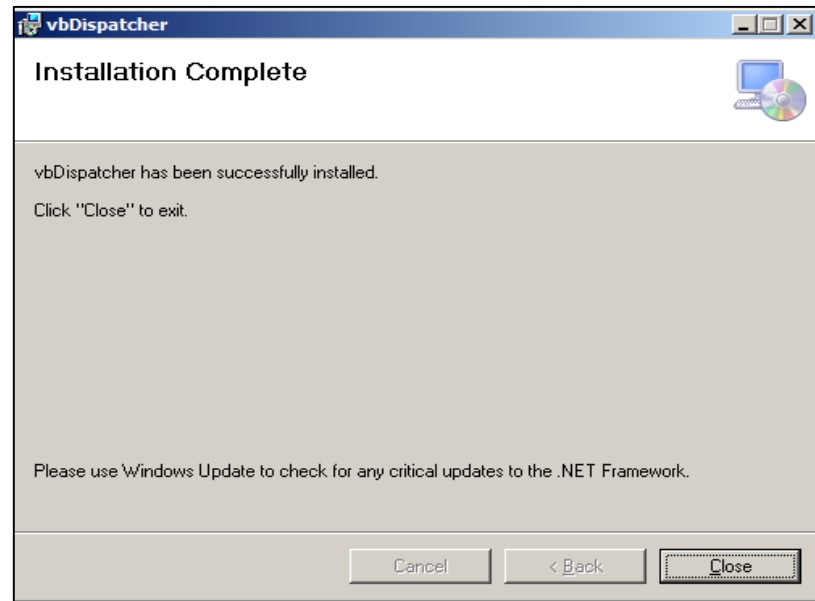 vbDispatcher
Installation Complete
vbDispatcher has been successfully installed.
Click "Close" to exit.
Please use Windows Update to check for any critical updates to the .NET Framework.
Cancel
< Back
Close